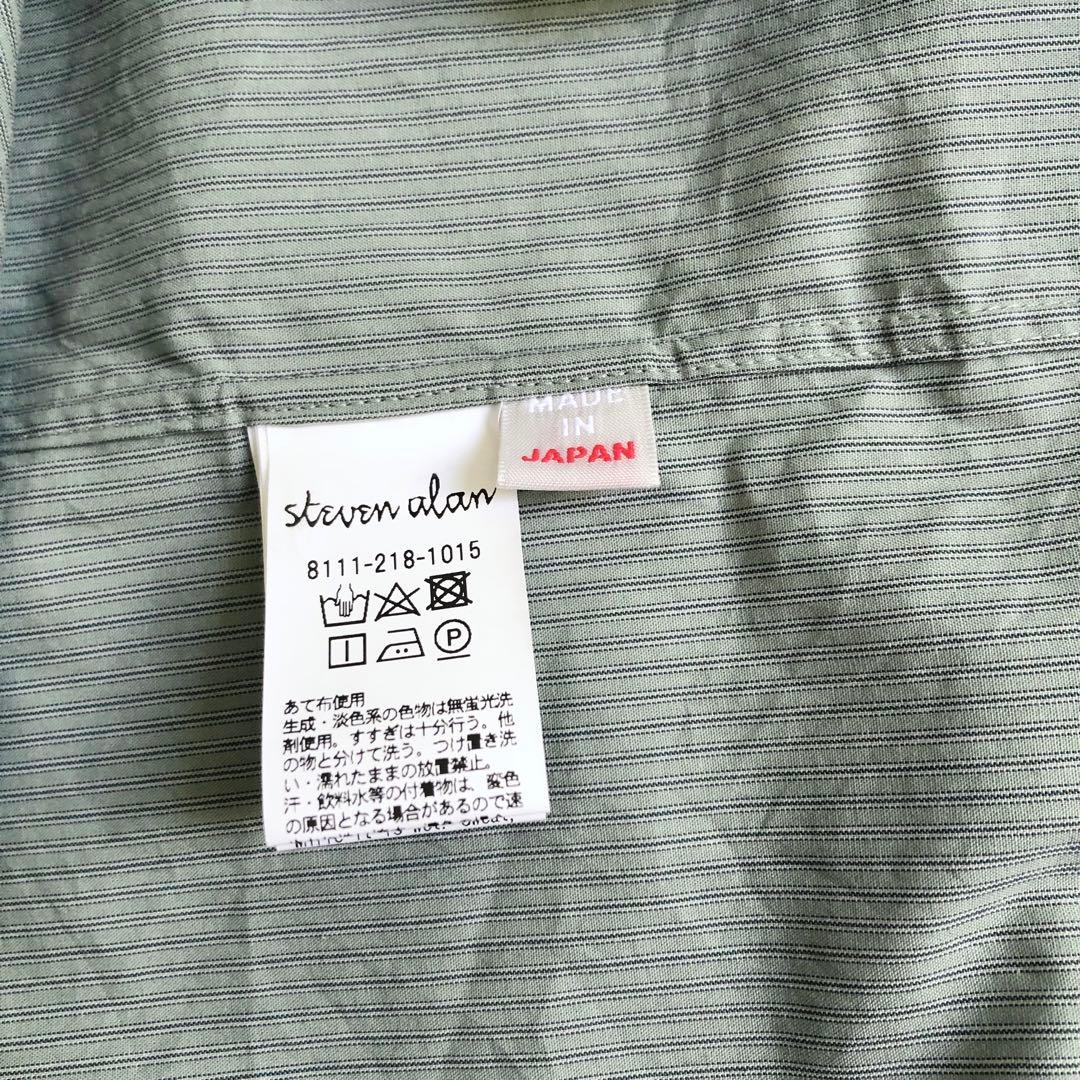 MADE
IN
JAPAN
steven alan
8111-218-1015
P
あて布使用
生成・淡色系の色物は無蛍光洗
剤使用。すすぎは十分行う。他
の物と分けて洗う。つけ置き洗
い・濡れたままの放置禁止。
汗・飲料水等の付着物は、変色
の原因となる場合があるので速